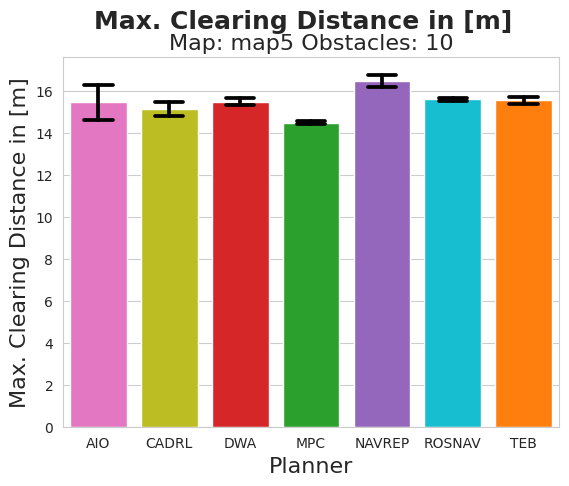 Max. Clearing Distance in [m]
Map: map5 Obstacles: 10
Max. Clearing Distance in [m]
16
14
12
10
8
6
4
2
0
AIO CADRL DWA MPC NAVREP ROSNAV TEB
Planner